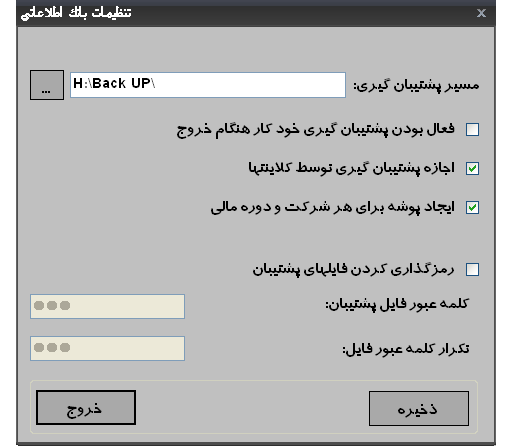 تنظیمات بانک اطلاعاتی
مسیر پشتیبان گیری: H:\Back UP\ ...
فعال بودن پشتیبان گیری خود کار هنگام خروج
اجازه پشتیبان گیری توسط کلاینتها
ایجاد پوشه برای هر شرکت و دوره مالی
رمزگذاری کردن فایلهای پشتیبان
کلمه عبور فایل پشتیبان:
تکرار کلمه عبور فایل:
ذخیره خروج